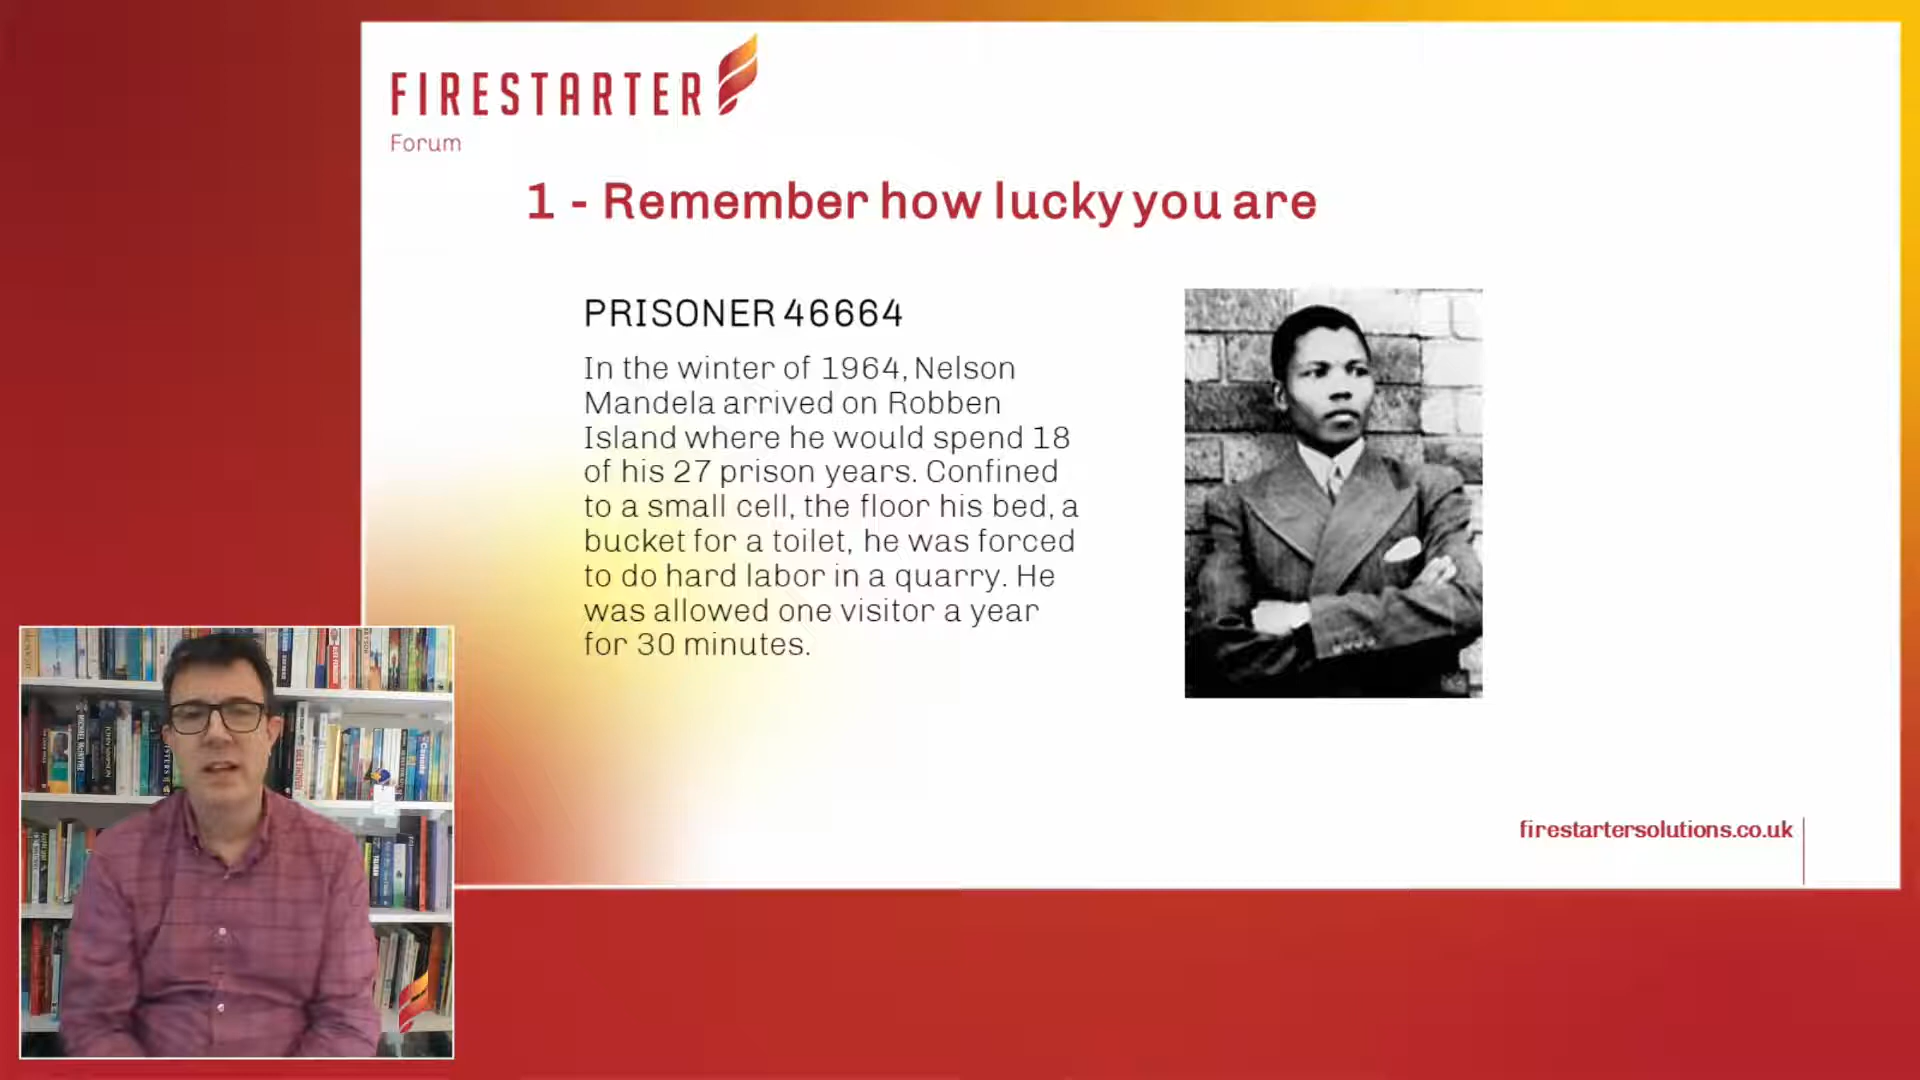 FIRESTARTER
Forum
1 - Remember how lucky you are
PRISONER 46664
In the winter of 1964, Nelson
Mandela arrived on Robben
Island where he would spend 18
of his 27 prison years. Confined
to a small cell, the floor his bed, a
bucket for a toilet, he was forced
to do hard labor in a quarry. He
was allowed one visitor a year
for 30 minutes.
firestartersolutions.co.uk
Canada